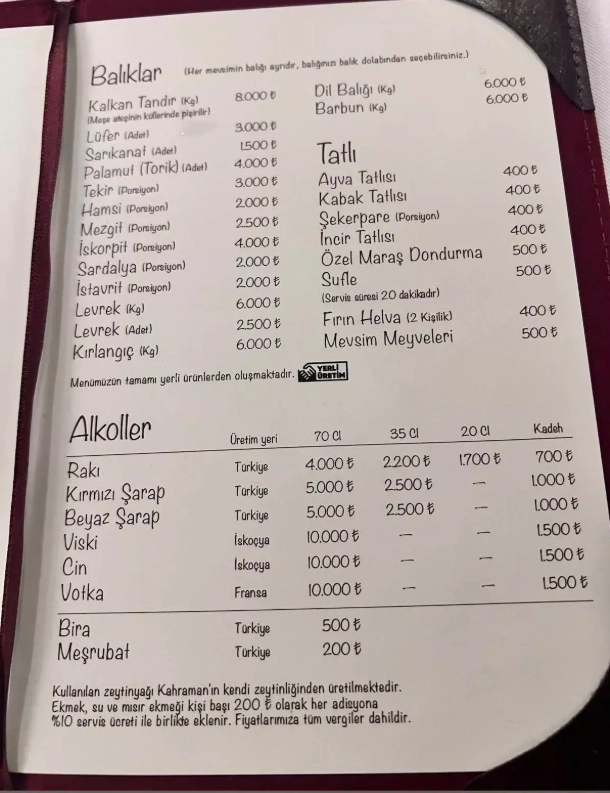 Balıklar (Her mevsimin balığı ayrıdır, balığınızı balık dolabından seçebilirsiniz.)
Kalkan Tandır (Kg) 8.000 ₺
(Meşe ateşinin küllerinde pişirilir)
Lüfer (Adet) 3.000 ₺
Sarıkanat (Adet) 1.500 ₺
Palamut (Torik) (Adet) 4.000 ₺
Tekir (Porsiyon) 3.000 ₺
Hamsi (Porsiyon) 2.000 ₺
Mezgit (Porsiyon) 2.500 ₺
İskorpit (Porsiyon) 4.000 ₺
Sardalya (Porsiyon) 2.000 ₺
İstavrit (Porsiyon) 2.000 ₺
Levrek (Kg) 6.000 ₺
Levrek (Adet) 2.500 ₺
Kırlangıç (Kg) 6.000 ₺
Dil Balığı (Kg) 6.000 ₺
Barbun (Kg) 6.000 ₺
Tatlı
Ayva Tatlısı 400 ₺
Kabak Tatlısı 400 ₺
Şekerpare (Porsiyon) 400 ₺
İncir Tatlısı 400 ₺
Özel Maraş Dondurma 500 ₺
Sufle 500 ₺
(Servis süresi 20 dakikadır)
Fırın Helva (2 Kişilik) 400 ₺
Mevsim Meyveleri 500 ₺
Menümüzün tamamı yerli ürünlerden oluşmaktadır. YERLİ
ÜRETİM
Alkoller Üretim yeri 70 Cl 35 Cl 20 Cl Kadeh
Rakı Türkiye 4.000 ₺ 2.200 ₺ 1.700 ₺ 700 ₺
Kırmızı Şarap Türkiye 5.000 ₺ 2.500 ₺ — 1.000 ₺
Beyaz Şarap Türkiye 5.000 ₺ 2.500 ₺ — 1.000 ₺
Viski İskoçya 10.000 ₺ — — 1.500 ₺
Cin İskoçya 10.000 ₺ — — 1.500 ₺
Votka Fransa 10.000 ₺ — — 1.500 ₺
Bira Türkiye 500 ₺
Meşrubat Türkiye 200 ₺
Kullanılan zeytinyağı Kahraman'ın kendi zeytinliğinden üretilmektedir.
Ekmek, su ve mısır ekmeği kişi başı 200 ₺ olarak her adisyona
%10 servis ücreti ile birlikte eklenir. Fiyatlarımıza tüm vergiler dahildir.